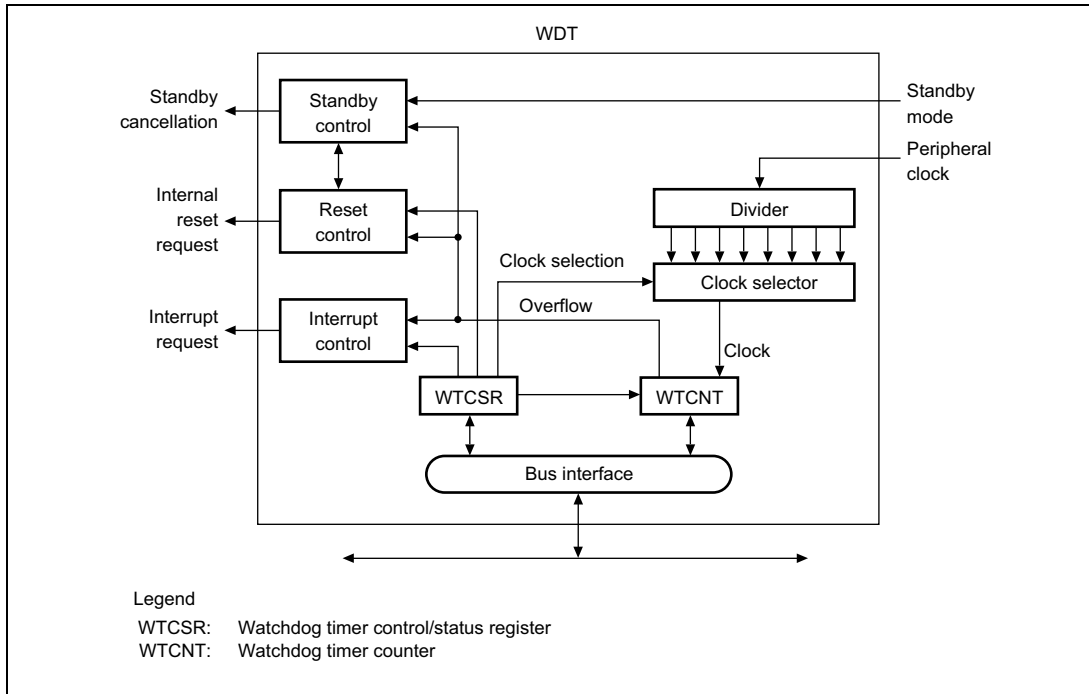 WDT
Standby
cancellation
Standby
control
Standby
mode
Peripheral
clock
Internal
reset
request
Reset
control
Divider
Clock selection
Clock selector
Interrupt
request
Interrupt
control
Overflow
Clock
WTCSR
WTCNT
Bus interface
Legend
WTCSR: Watchdog timer control/status register
WTCNT: Watchdog timer counter